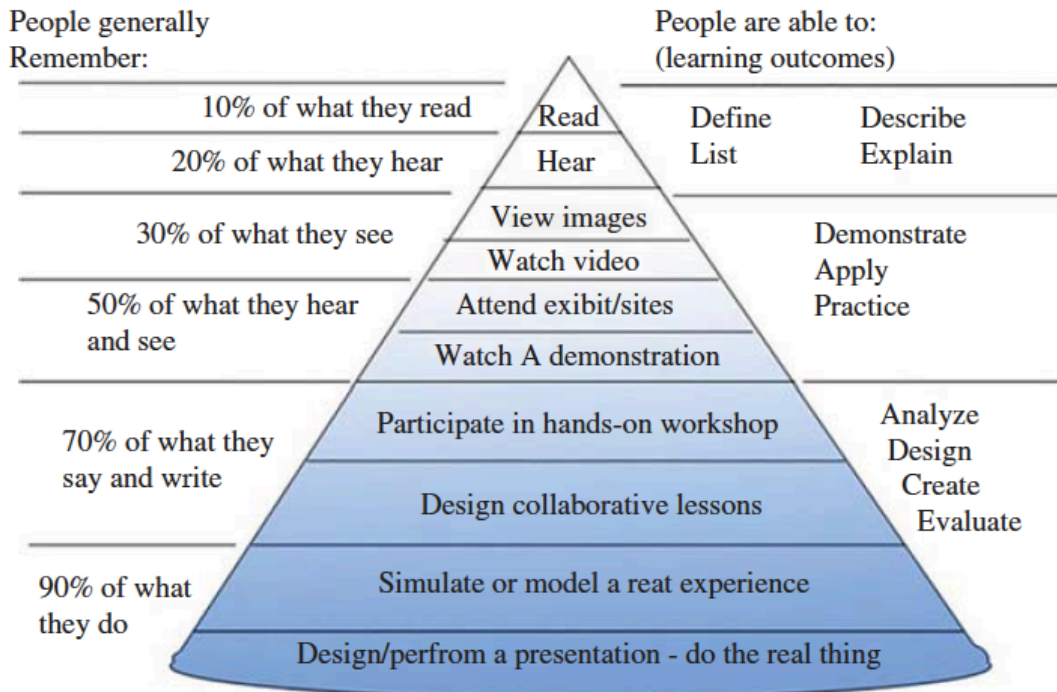 People generally
Remember:
People are able to:
(learning outcomes)
10% of what they read
Read
Define
Describe
List
Explain
20% of what they hear
Hear
30% of what they see
View images
Watch video
Demonstrate
Apply
Practice
50% of what they hear
and see
Attend exibit/sites
Watch A demonstration
70% of what they
say and write
Participate in hands-on workshop
Design collaborative lessons
Analyze
Design
Create
Evaluate
90% of what
they do
Simulate or model a reat experience
Design/perfrom a presentation - do the real thing